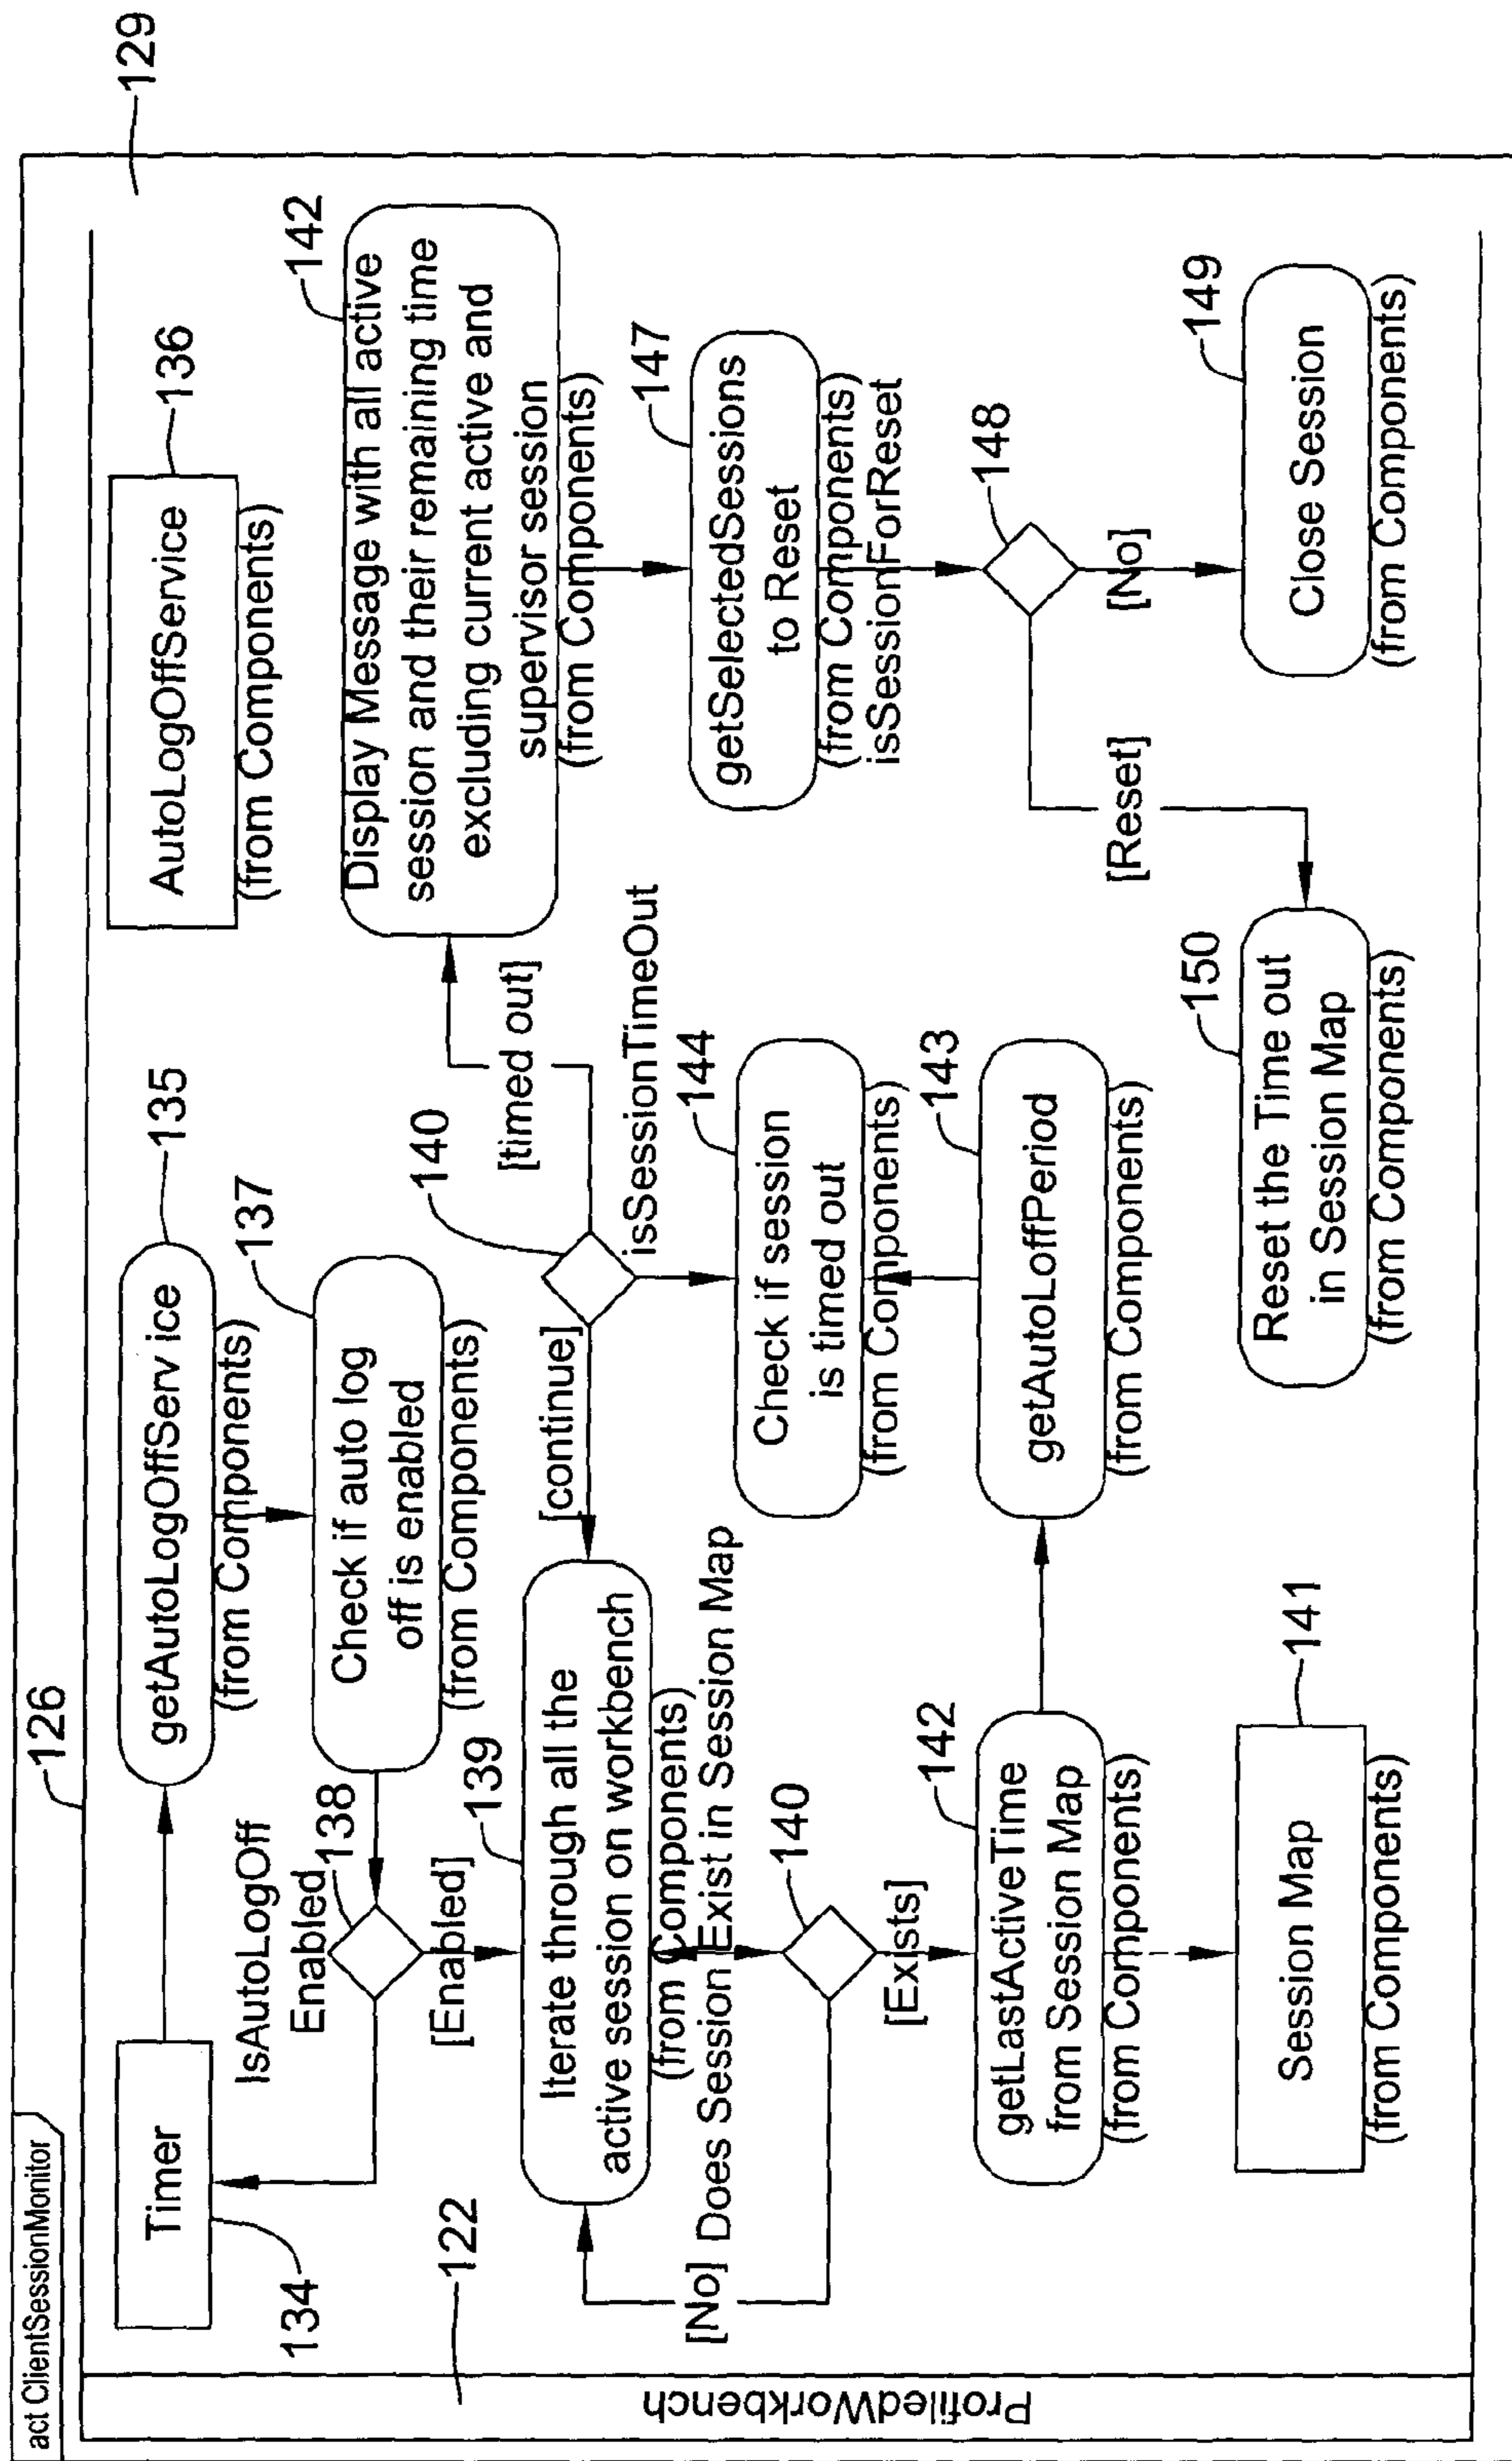 act ClientSessionMonitor
126
129
122
ProfiledWorkbench
Timer
134
getAutoLogOffServ ice
(from Components)
135
AutoLogOffService
(from Components)
136
Check if auto log
off is enabled
(from Components)
137
IsAutoLogOff
Enabled
138
[Enabled]
Iterate through all the
active session on workbench
(from Components)
139
[continue]
140
isSessionTimeOut
[timed out]
Display Message with all active
session and their remaining time
excluding current active and
supervisor session
(from Components)
142
[No] Does Session Exist in Session Map
140
[Exists]
Check if session
is timed out
(from Components)
144
getSelectedSessions
to Reset
(from Components)
isSessionForReset
147
getLastActiveTime
from Session Map
(from Components)
142
getAutoLoffPeriod
(from Components)
143
148
[Reset]
[No]
Session Map
(from Components)
141
Reset the Time out
in Session Map
(from Components)
150
Close Session
(from Components)
149